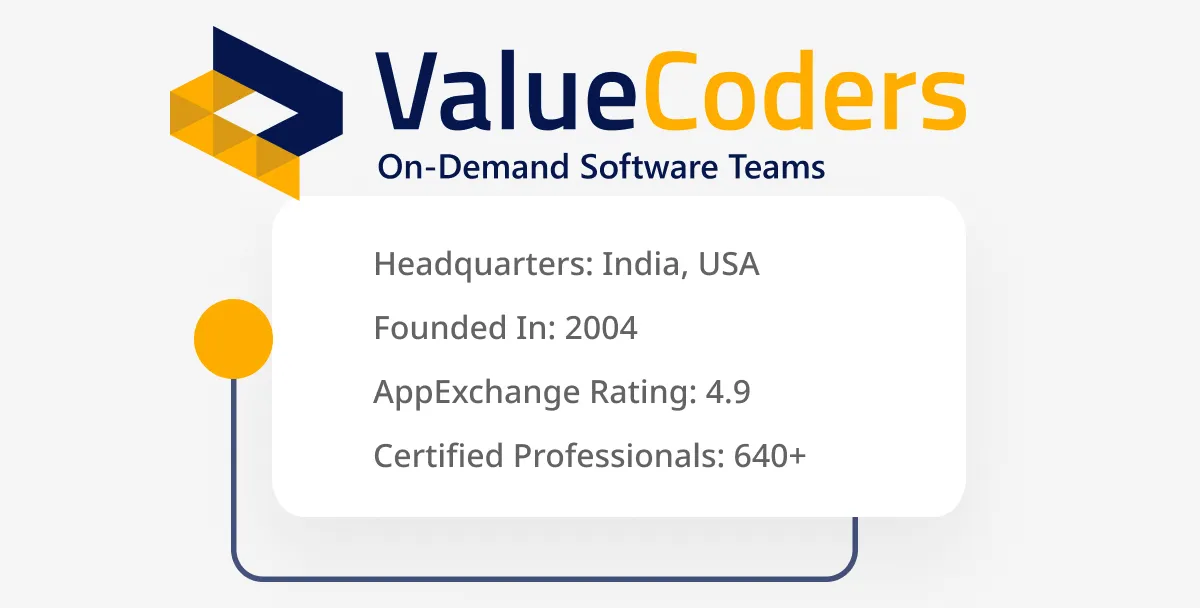 ValueCoders
On-Demand Software Teams
Headquarters: India, USA
Founded In: 2004
AppExchange Rating: 4.9
Certified Professionals: 640+